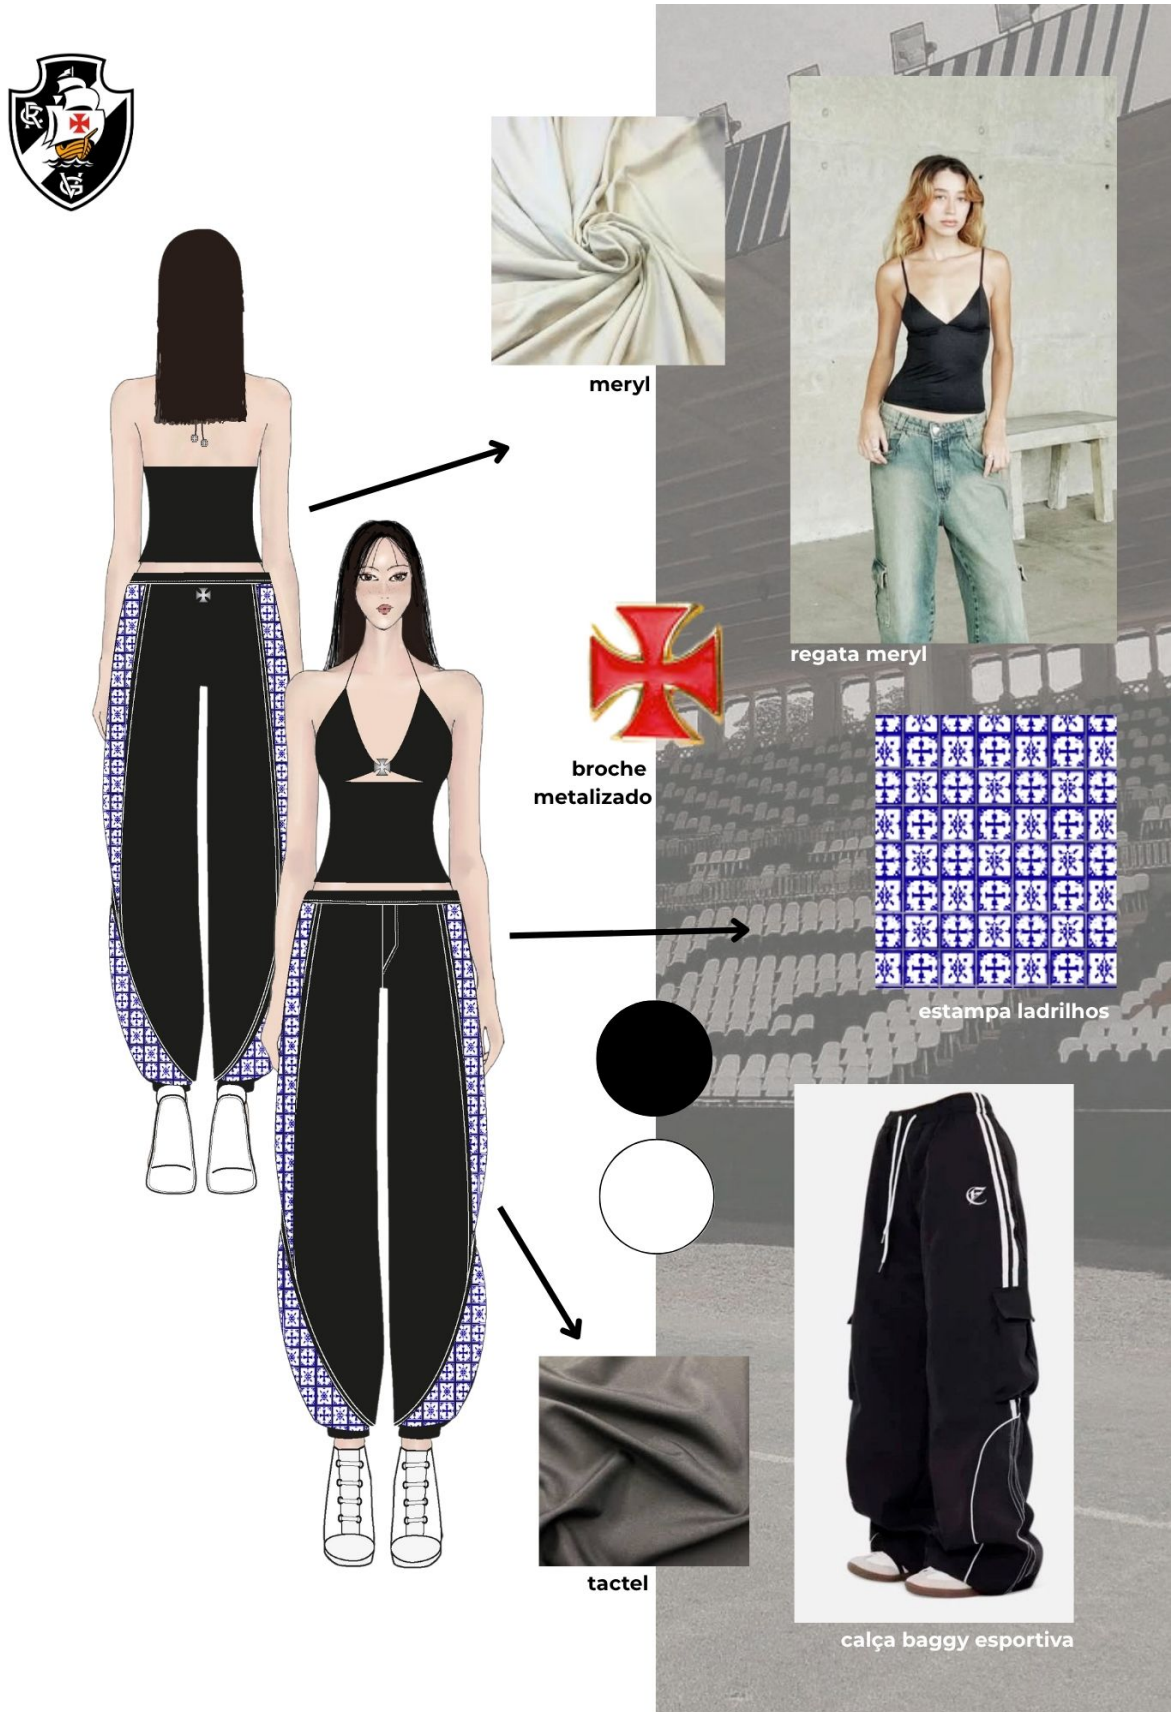 meryl
regata meryl
broche
metalizado
estampa ladrilhos
tactel
calça baggy esportiva